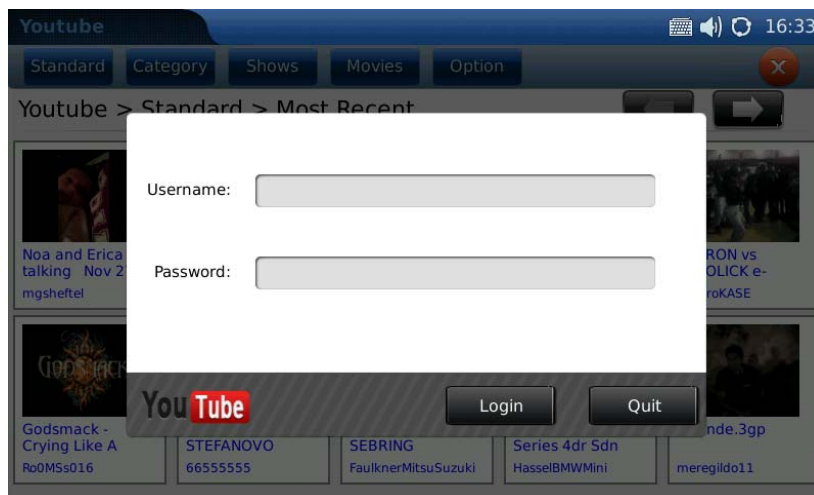 Youtube
16:33
Standard Category Shows Movies Option
Youtube > Standard > Most Recent
Username:
Password:
Noa and Erica
talking Nov 2
mgsheftel
RON vs
OLICK e-
roKASE
GODSMACK
YouTube
Login Quit
Godsmack -
Crying Like A
Ro0MSs016
STEFANOVO
66555555
SEBRING
FaulknerMitsuSuzuki
Series 4dr Sdn
HasselBMWMini
nde.3gp
meregildo11